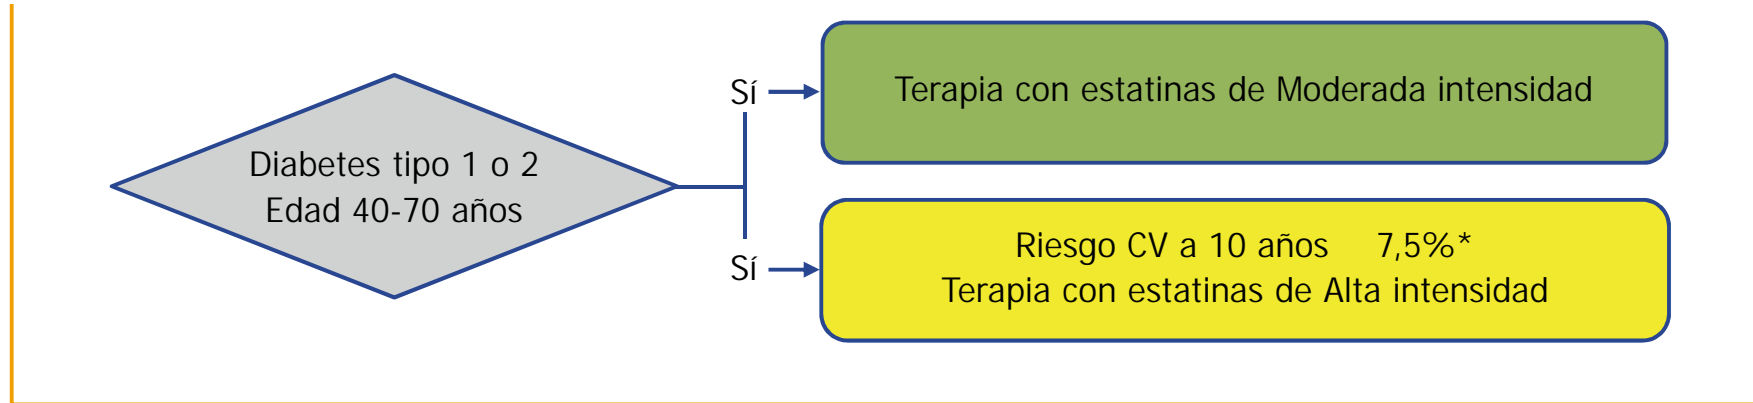 Diabetes tipo 1 o 2
Edad 40-70 años
Sí
Terapia con estatinas de Moderada intensidad
Sí
Riesgo CV a 10 años 7,5%*
Terapia con estatinas de Alta intensidad